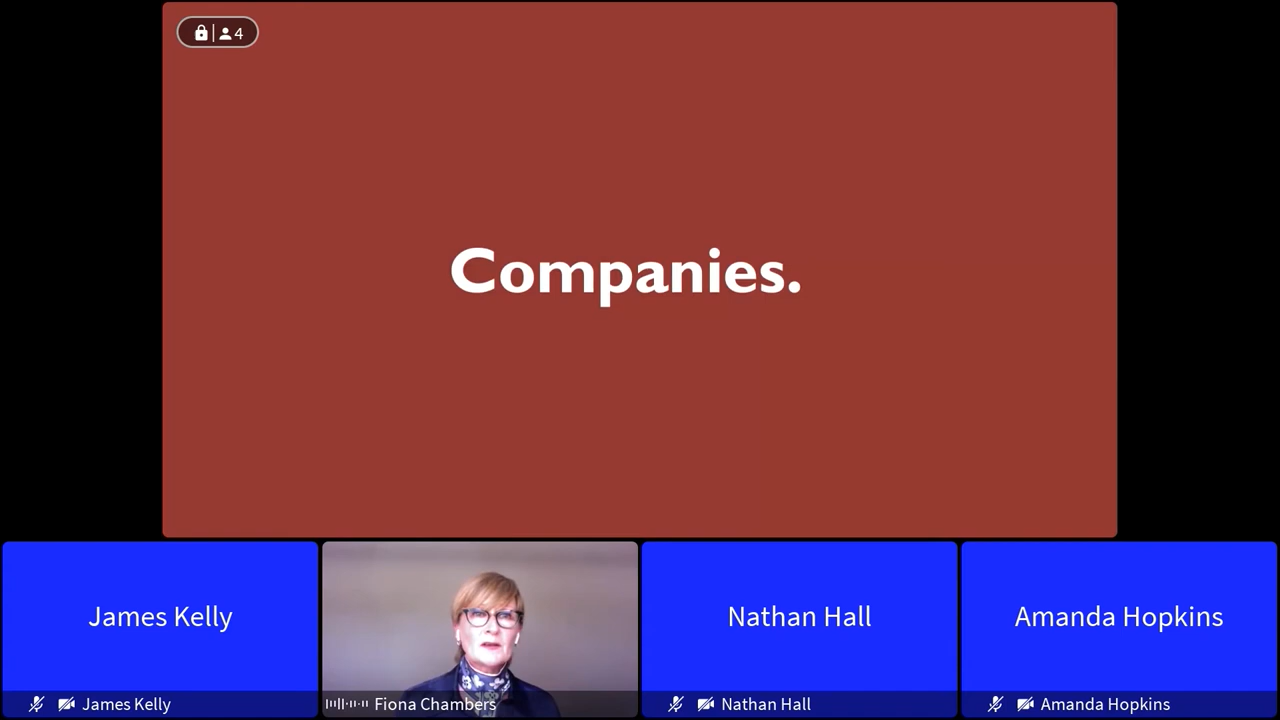 4
Companies.
James Kelly
Nathan Hall
Amanda Hopkins
James Kelly
Fiona Chambers
Nathan Hall
Amanda Hopkins